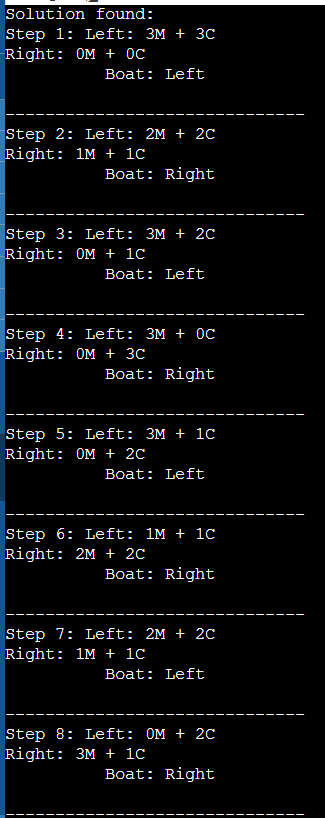 Solution found:
Step 1: Left: 3M + 3C
Right: 0M + 0C
Boat: Left
------------------------------
Step 2: Left: 2M + 2C
Right: 1M + 1C
Boat: Right
------------------------------
Step 3: Left: 3M + 2C
Right: 0M + 1C
Boat: Left
------------------------------
Step 4: Left: 3M + 0C
Right: 0M + 3C
Boat: Right
------------------------------
Step 5: Left: 3M + 1C
Right: 0M + 2C
Boat: Left
------------------------------
Step 6: Left: 1M + 1C
Right: 2M + 2C
Boat: Right
------------------------------
Step 7: Left: 2M + 2C
Right: 1M + 1C
Boat: Left
------------------------------
Step 8: Left: 0M + 2C
Right: 3M + 1C
Boat: Right
------------------------------